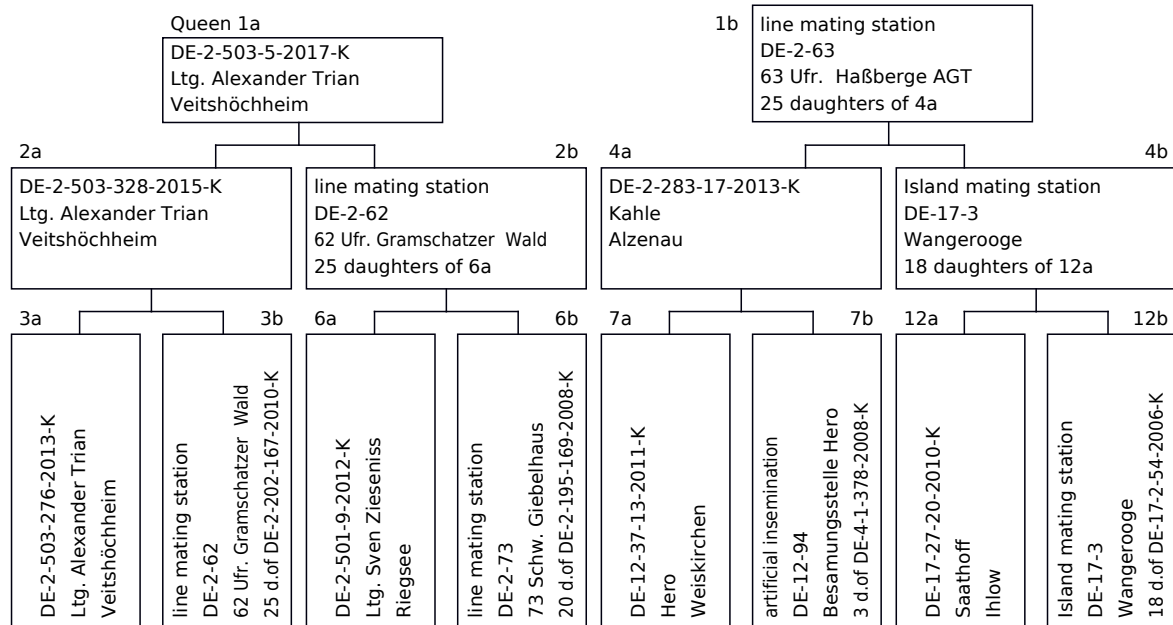 Queen 1a
DE-2-503-5-2017-K
Ltg. Alexander Trian
Veitshöchheim
1b
line mating station
DE-2-63
63 Ufr. Haßberge AGT
25 daughters of 4a
2a
DE-2-503-328-2015-K
Ltg. Alexander Trian
Veitshöchheim
2b
line mating station
DE-2-62
62 Ufr. Gramschatzer Wald
25 daughters of 6a
4a
DE-2-283-17-2013-K
Kahle
Alzenau
4b
Island mating station
DE-17-3
Wangerooge
18 daughters of 12a
3a
DE-2-503-276-2013-K
Ltg. Alexander Trian
Veitshöchheim
3b
line mating station
DE-2-62
62 Ufr. Gramschatzer Wald
25 d.of DE-2-202-167-2010-K
6a
DE-2-501-9-2012-K
Ltg. Sven Zieseniss
Riegsee
6b
line mating station
DE-2-73
73 Schw. Giebelhaus
20 d.of DE-2-195-169-2008-K
7a
DE-12-37-13-2011-K
Hero
Weiskirchen
7b
artificial insemination
DE-12-94
Besamungsstelle Hero
3 d.of DE-4-1-378-2008-K
12a
DE-17-27-20-2010-K
Saathoff
Ihlow
12b
Island mating station
DE-17-3
Wangerooge
18 d.of DE-17-2-54-2006-K